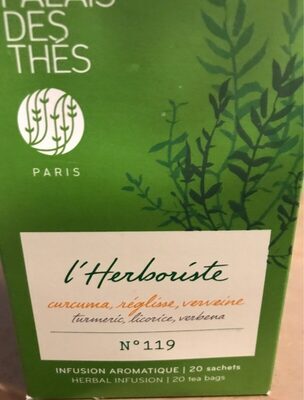 PALAIS
DES
THÉS
PARIS
l'Herboriste
curcuma, réglisse, verveine
turmeric, licorice, verbena
N°119
INFUSION AROMATIQUE | 20 sachets
HERBAL INFUSION | 20 tea bags